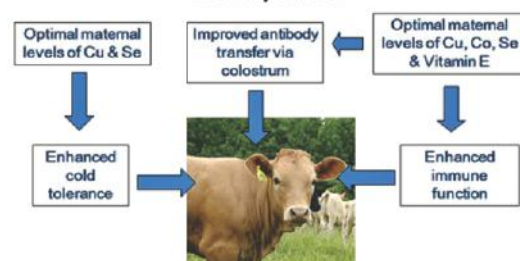 Optimal maternal
levels of Cu & Se
Improved antibody
transfer via
colostrum
Optimal maternal
levels of Cu, Co, Se
& Vitamin E
Enhanced
cold
tolerance
Enhanced
immune
function